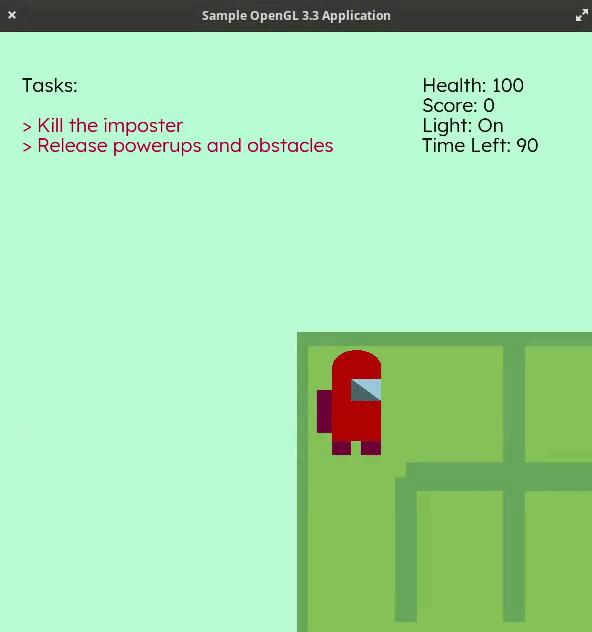 Sample OpenGL 3.3 Application
Tasks:
> Kill the imposter
> Release powerups and obstacles
Health: 100
Score: 0
Light: On
Time Left: 90